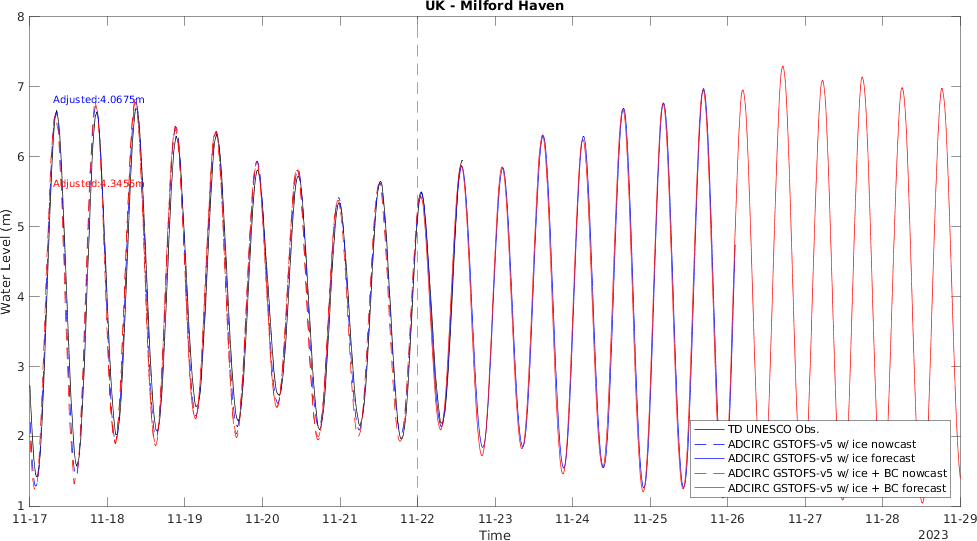 UK - Milford Haven
8
7
6
5
4
3
2
1
Water Level (m)
Adjusted:4.0675m
Adjusted:4.3456m
TD UNESCO Obs.
ADCIRC GSTOFS-v5 w/ ice nowcast
ADCIRC GSTOFS-v5 w/ ice forecast
ADCIRC GSTOFS-v5 w/ ice + BC nowcast
ADCIRC GSTOFS-v5 w/ ice + BC forecast
11-17 11-18 11-19 11-20 11-21 11-22 11-23 11-24 11-25 11-26 11-27 11-28 11-29
Time
2023